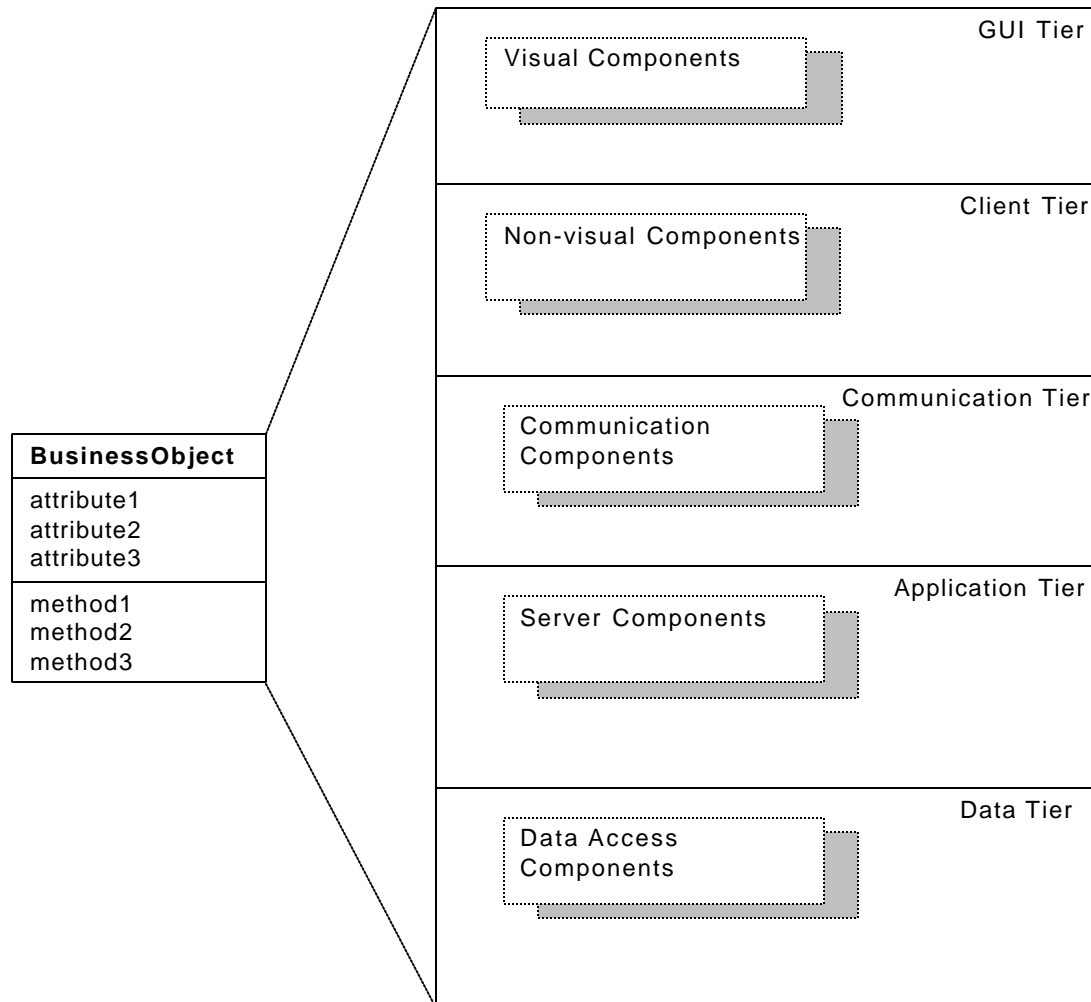 GUI Tier
Visual Components
Client Tier
Non-visual Components
Communication Tier
Communication
Components
BusinessObject
attribute1
attribute2
attribute3
method1
method2
method3
Application Tier
Server Components
Data Tier
Data Access
Components